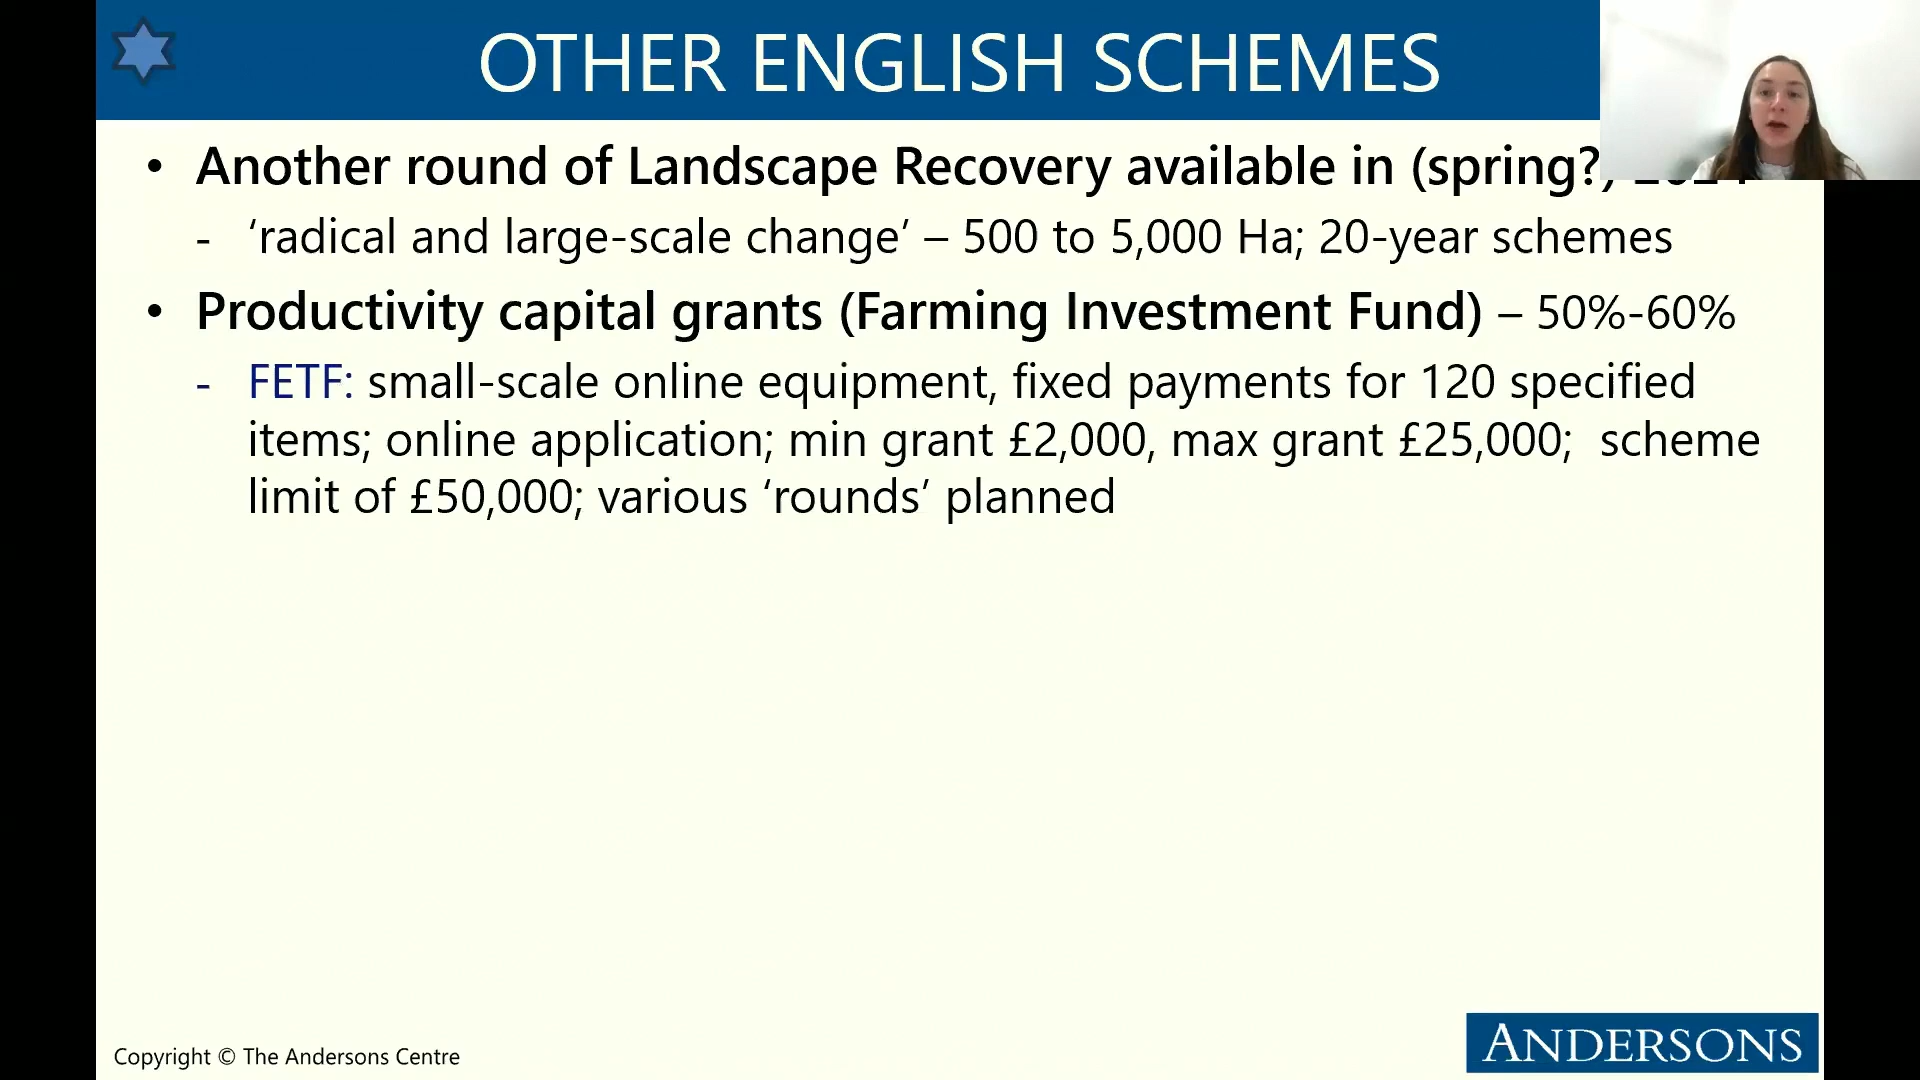 OTHER ENGLISH SCHEMES
• Another round of Landscape Recovery available in (spring?)
- ‘radical and large-scale change’ – 500 to 5,000 Ha; 20-year schemes
• Productivity capital grants (Farming Investment Fund) – 50%-60%
- FETF: small-scale online equipment, fixed payments for 120 specified
items; online application; min grant £2,000, max grant £25,000;  scheme
limit of £50,000; various ‘rounds’ planned
Copyright © The Andersons Centre
ANDERSONS